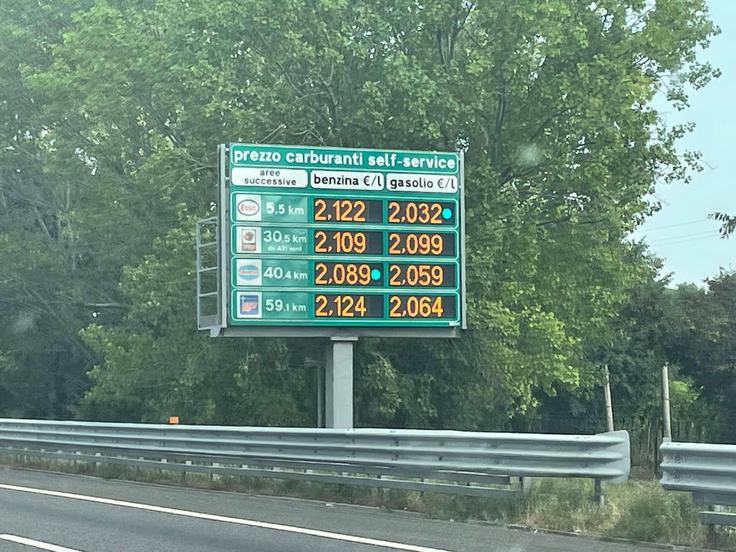 prezzo carburanti self-service
aree successive benzina €/l gasolio €/l
Esso 5,5 km 2,122 2,032
30,5 km 2,109 2,099
40,4 km 2,089 2,059
59,1 km 2,124 2,064